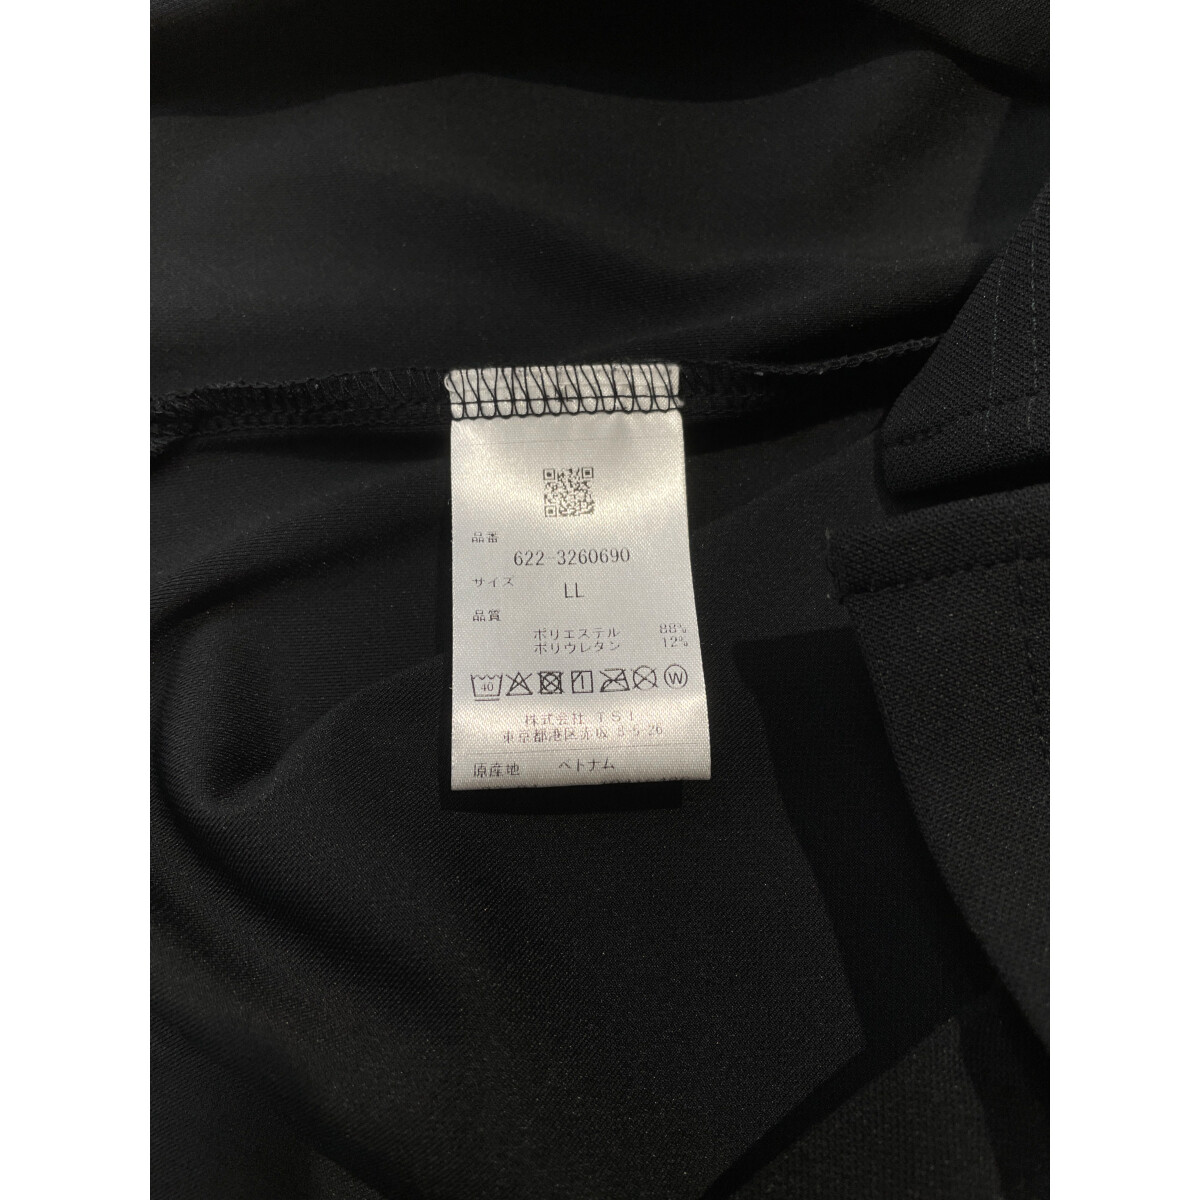 品番
622-3260690
サイズ
LL
品質
ポリエステル 88%
ポリウレタン 12%
40 W
株式会社 TSI
東京都港区赤坂 8-5-26
原産地 ベトナム